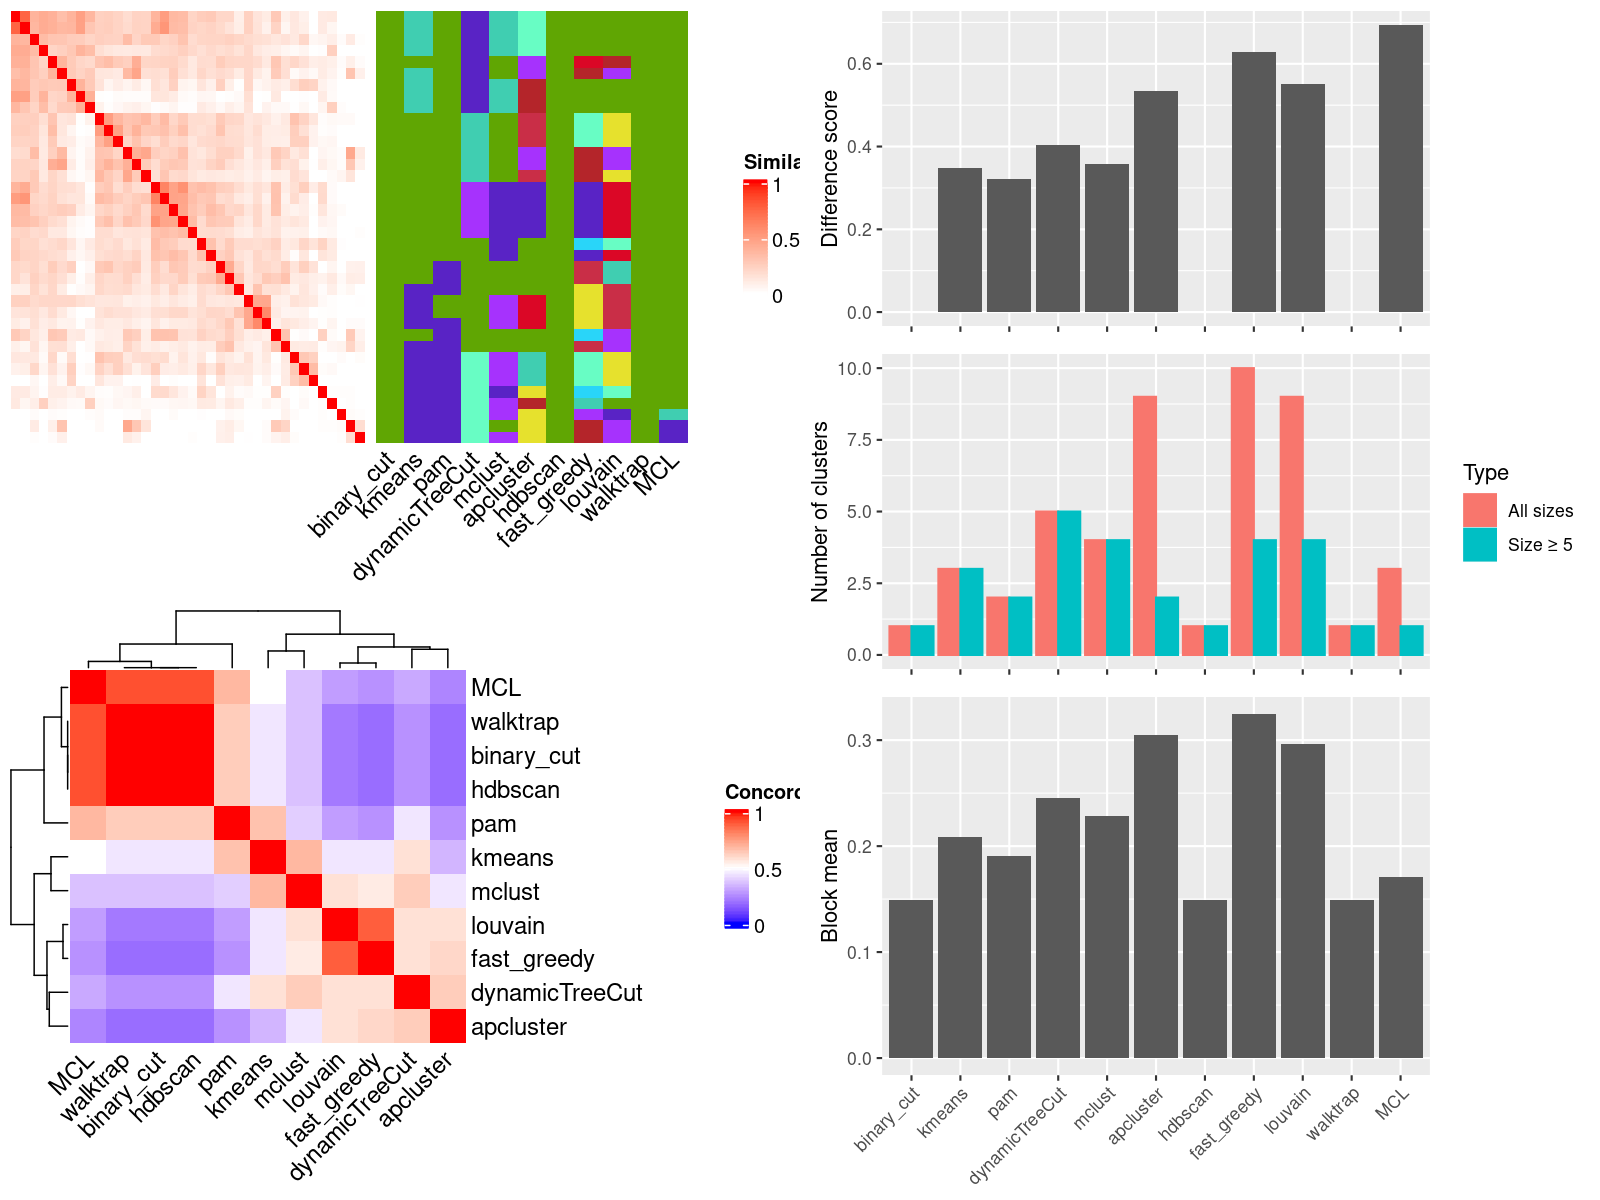 Simila
1
0.5
0
binary_cut
kmeans
pam
dynamicTreeCut
mclust
apcluster
hdbscan
fast_greedy
louvain
walktrap
MCL
MCL
walktrap
binary_cut
hdbscan
pam
kmeans
mclust
louvain
fast_greedy
dynamicTreeCut
apcluster
MCL
walktrap
binary_cut
hdbscan
pam
kmeans
mclust
louvain
fast_greedy
dynamicTreeCut
apcluster
Concord
1
0.5
0
Difference score
0.6
0.4
0.2
0.0
Number of clusters
10.0
7.5
5.0
2.5
0.0
Type
All sizes
Size ≥ 5
Block mean
0.3
0.2
0.1
0.0
binary_cut
kmeans
pam
dynamicTreeCut
mclust
apcluster
hdbscan
fast_greedy
louvain
walktrap
MCL